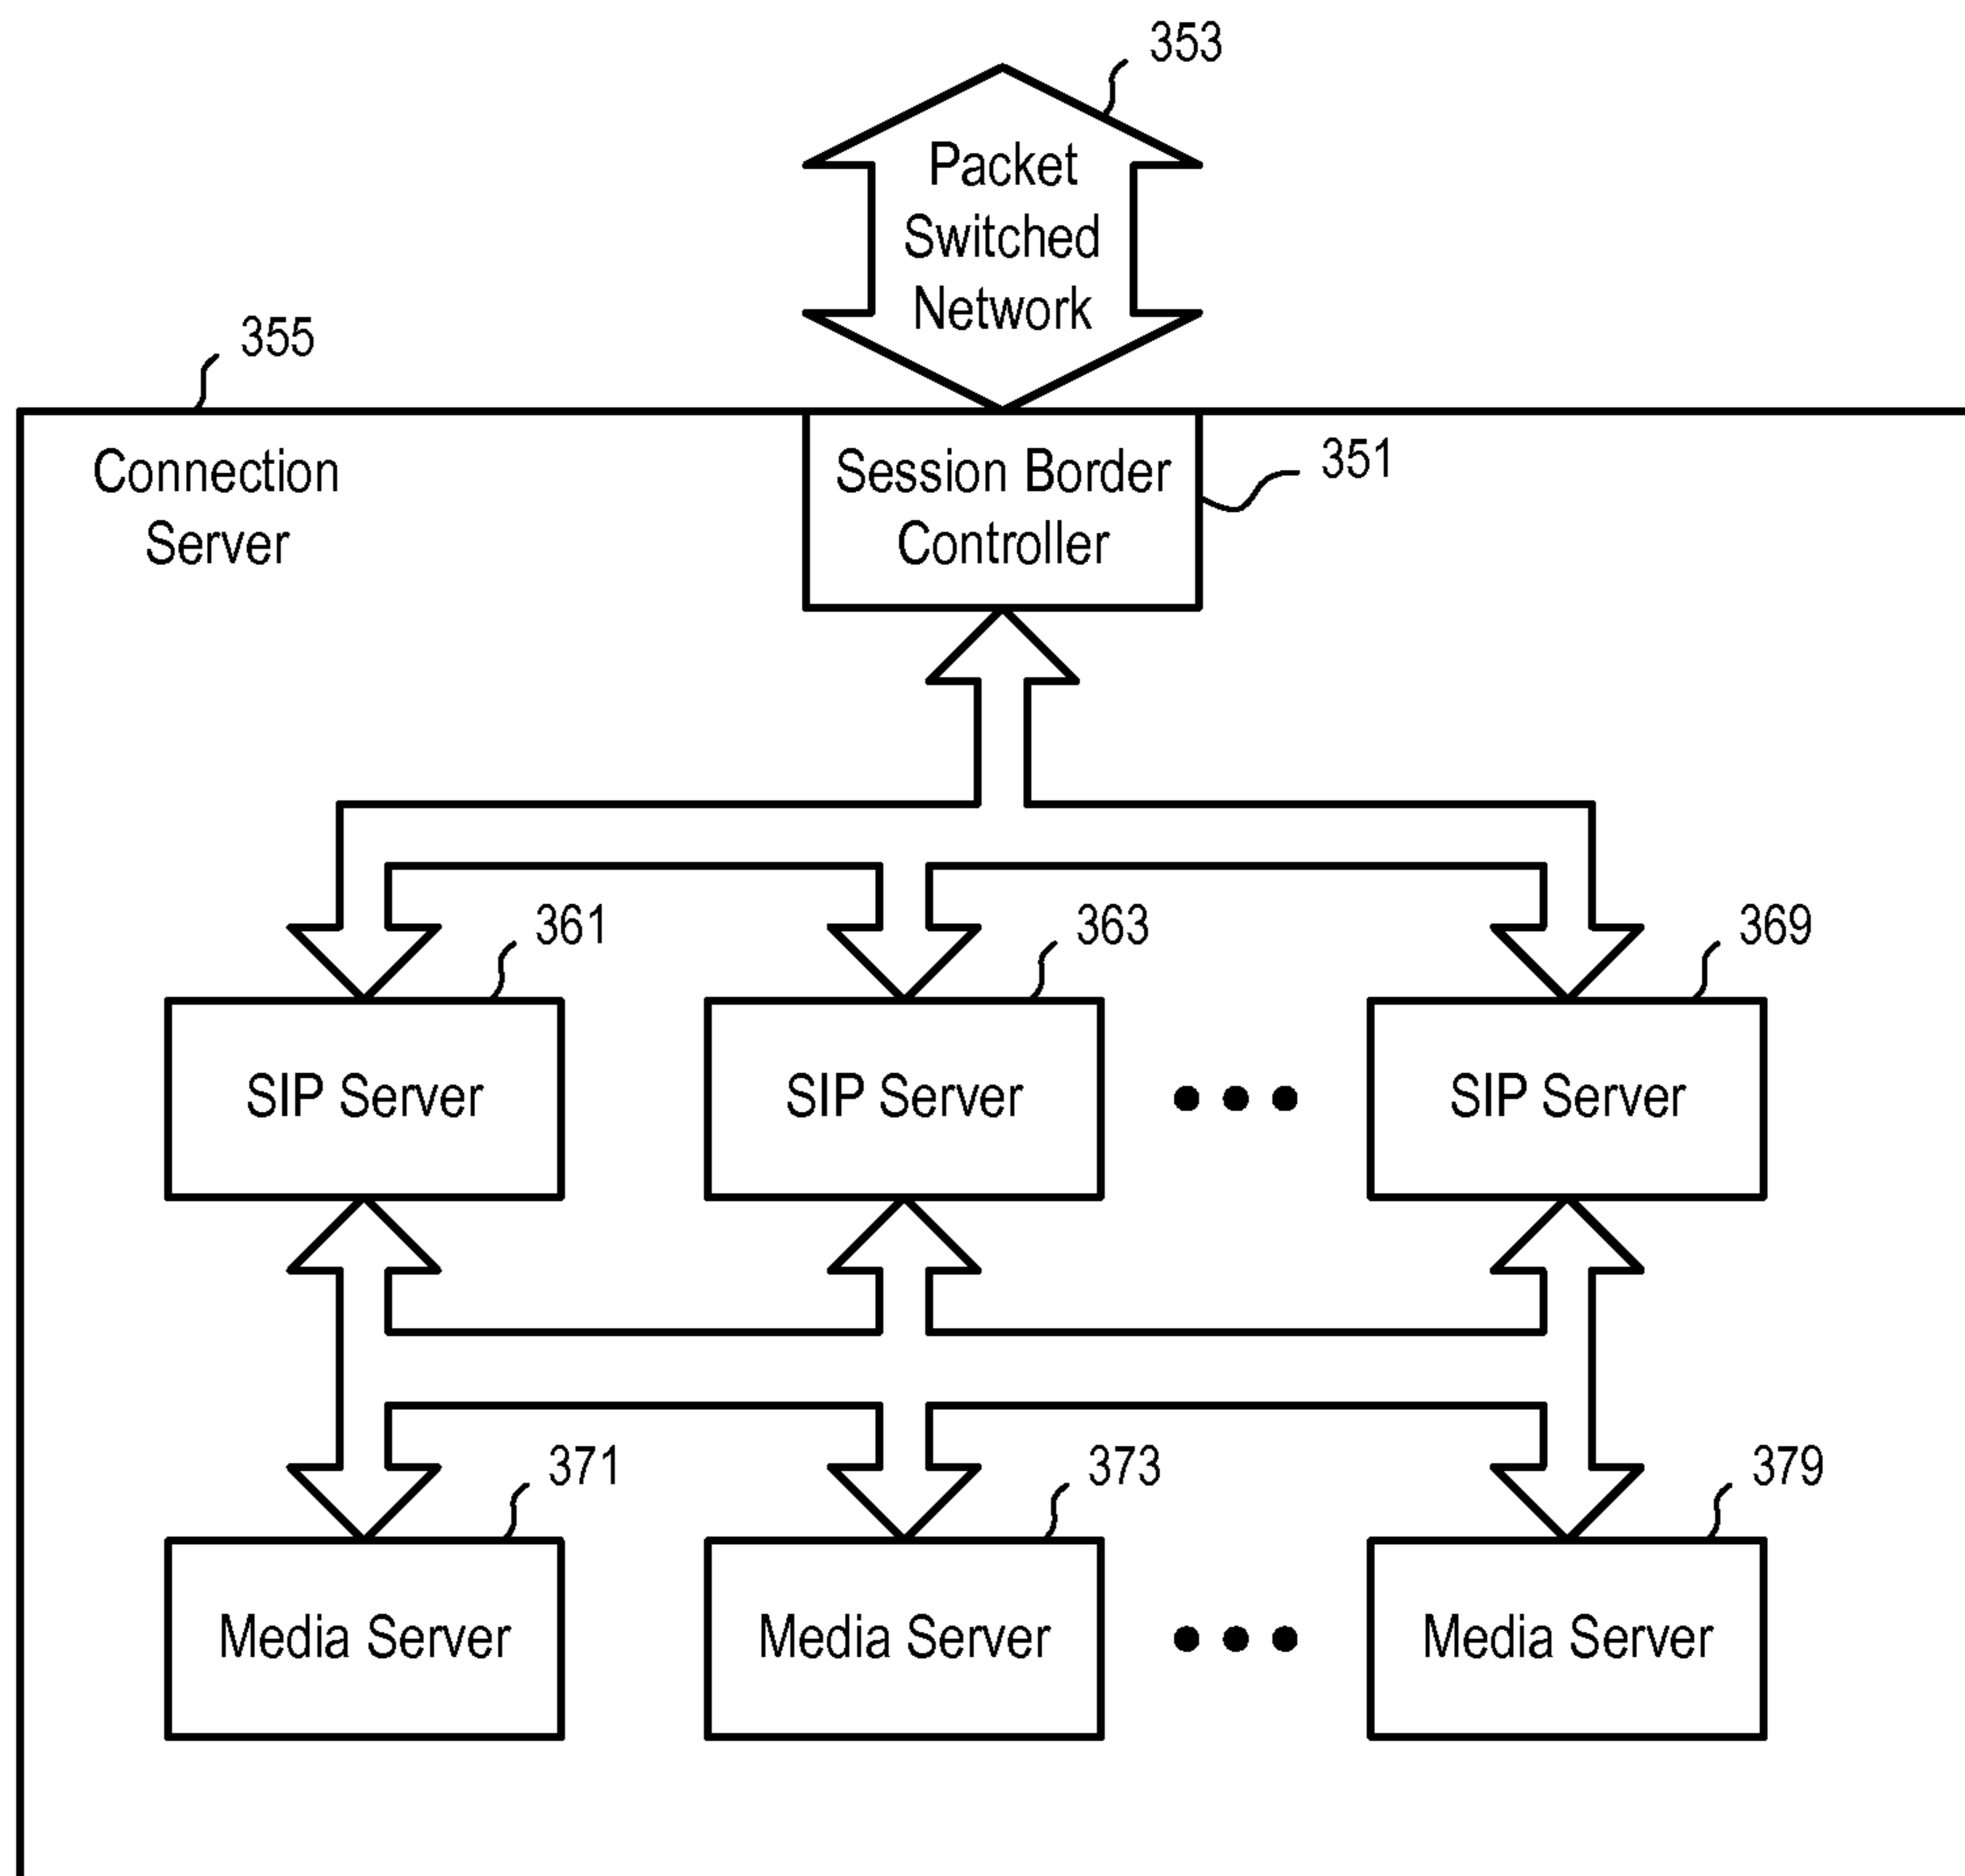 353
Packet
Switched
Network
355
Connection
Server
Session Border
Controller
351
361
363
369
SIP Server
SIP Server
SIP Server
371
373
379
Media Server
Media Server
Media Server